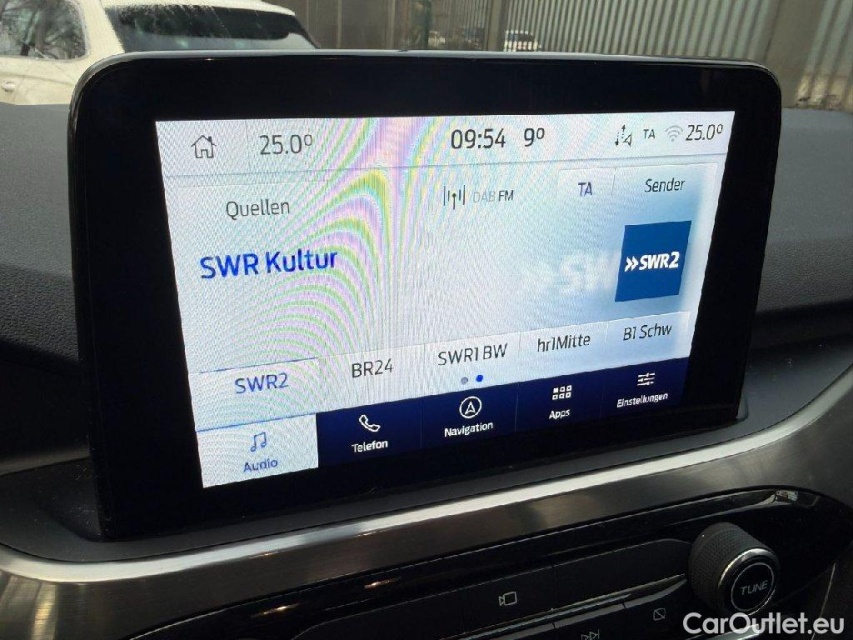 25.0° 09:54 9° TA 25.0°
Quellen DAB FM TA Sender
SWR Kultur
»SWR2
SWR2 BR24 SWR1 BW hr1Mitte B1 Schw
Audio Telefon Navigation Apps Einstellungen
TUNE
CarOutlet.eu